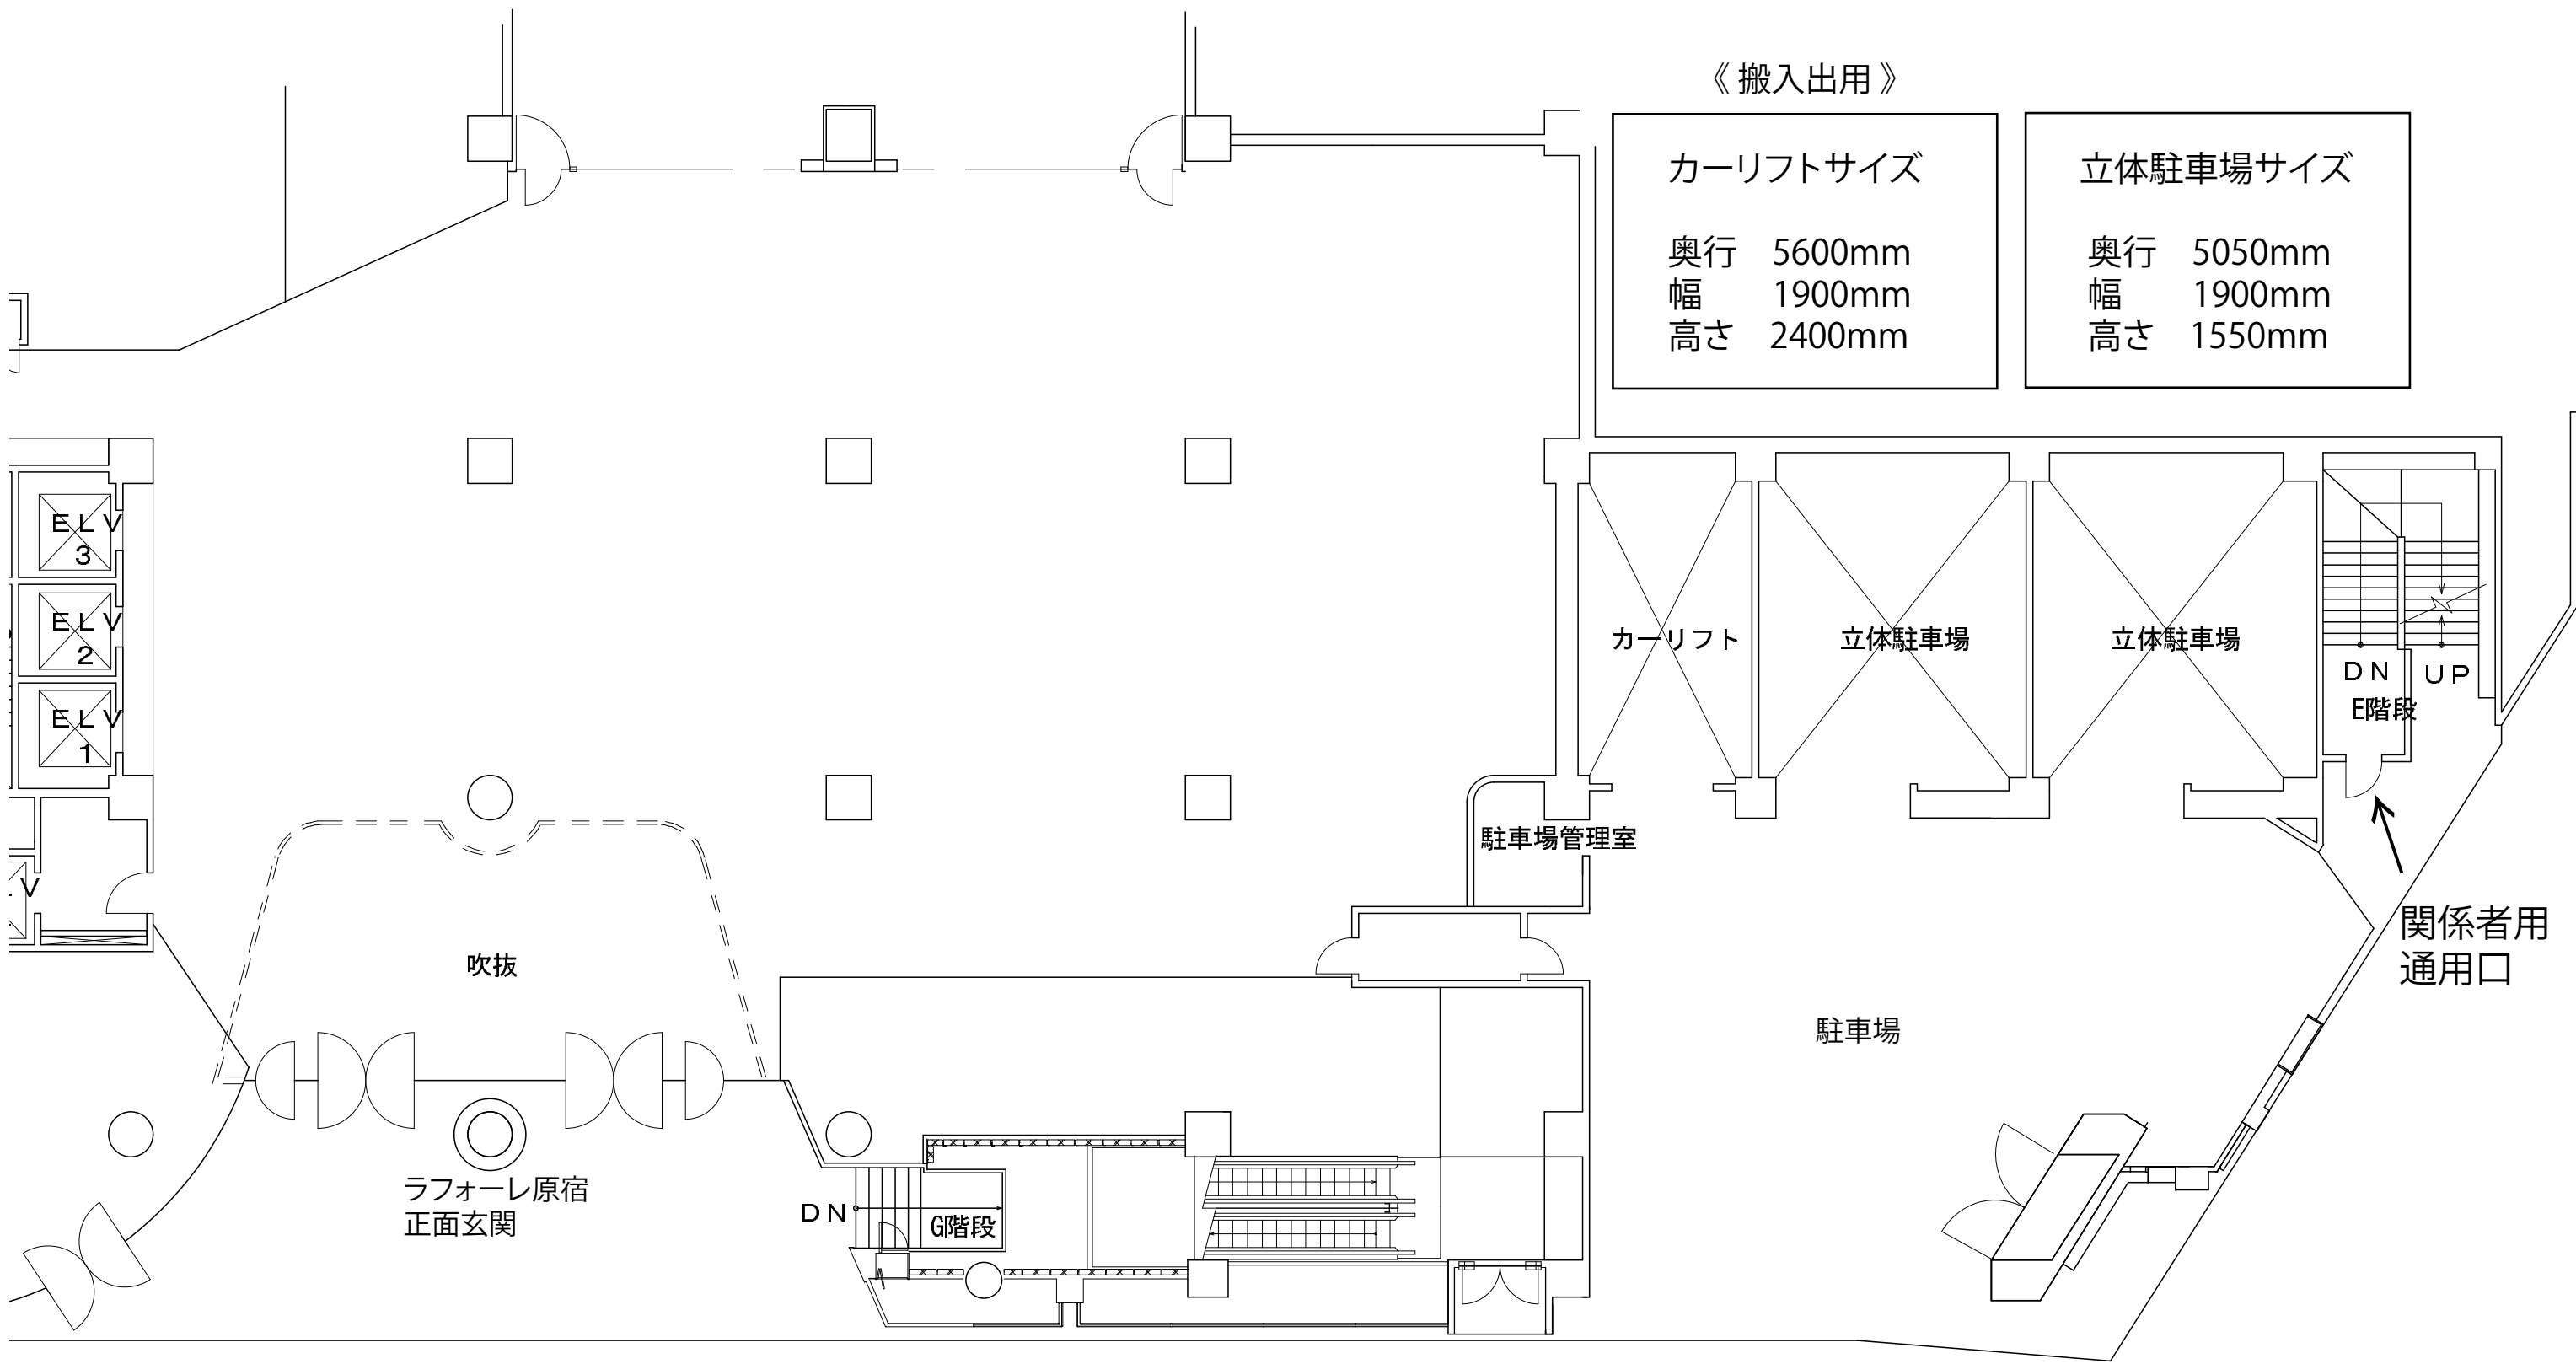 《 搬入出用 》
カーリフトサイズ
奥行 5600mm
幅 1900mm
高さ 2400mm
立体駐車場サイズ
奥行 5050mm
幅 1900mm
高さ 1550mm
ELV
3
ELV
2
ELV
1
V
カーリフト
立体駐車場
立体駐車場
DN
UP
E階段
駐車場管理室
関係者用
通用口
吹抜
駐車場
ラフォーレ原宿
正面玄関
DN
G階段